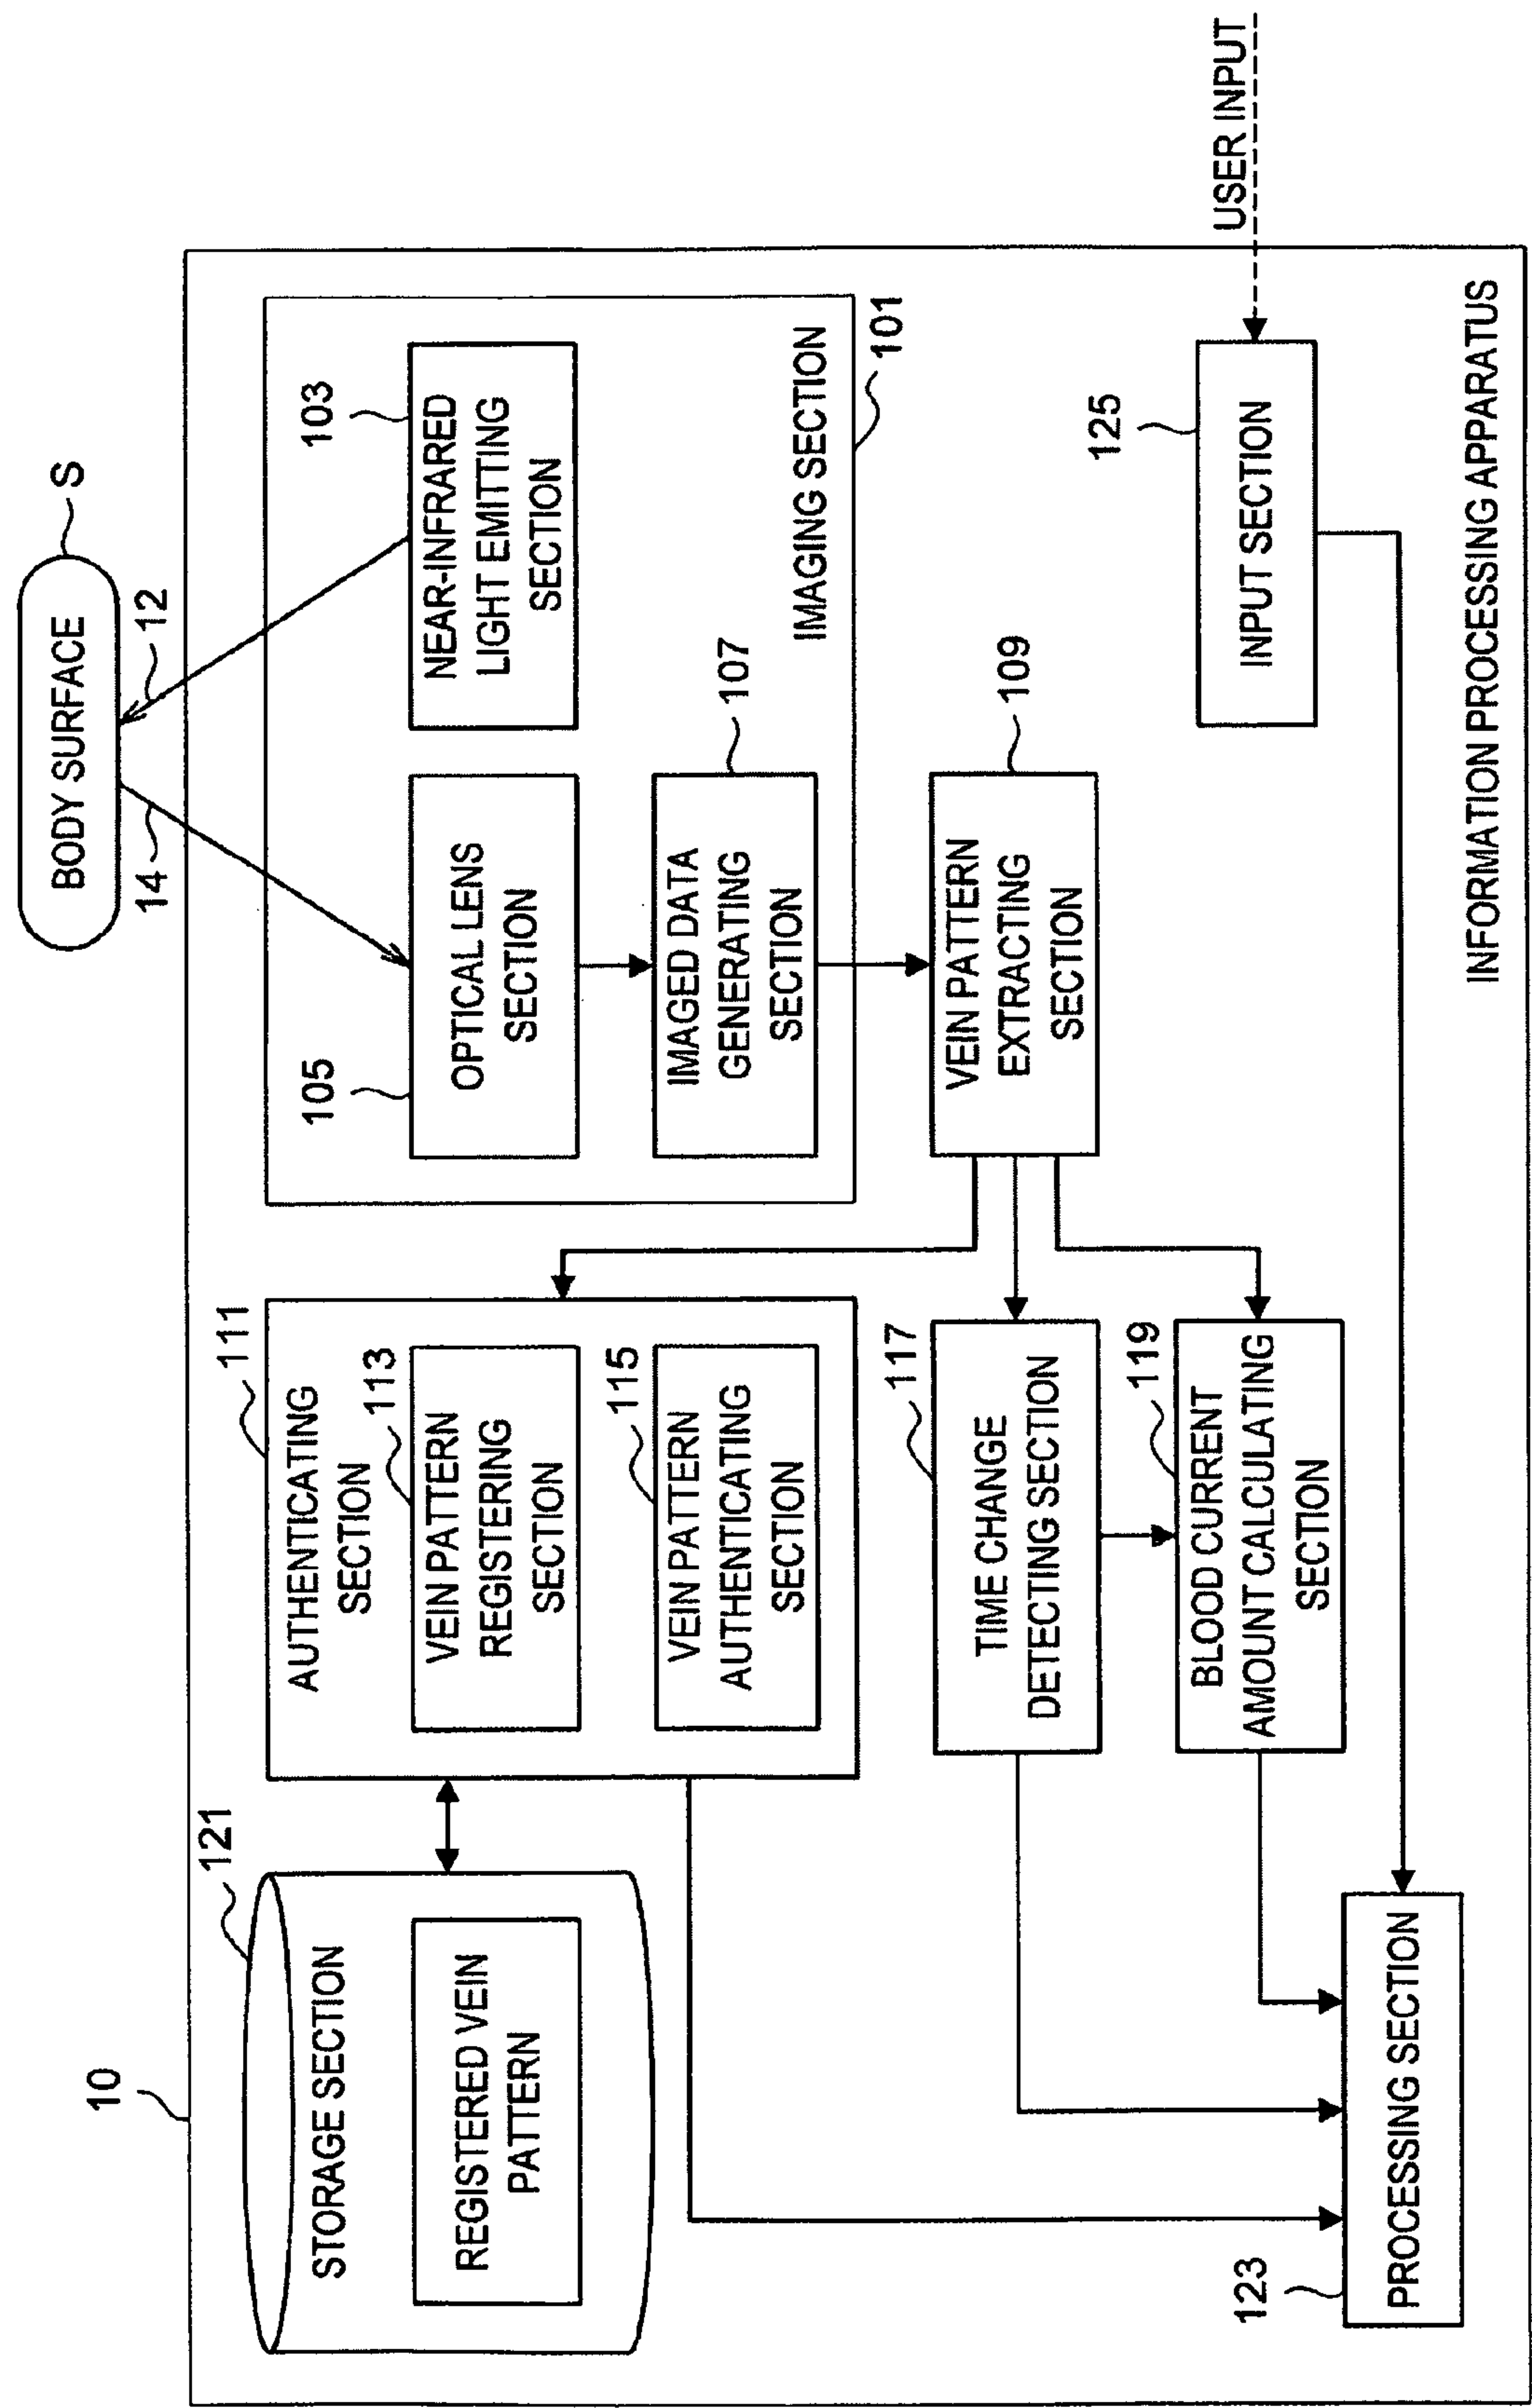 BODY SURFACE
S
12
14
10
121
STORAGE SECTION
REGISTERED VEIN
PATTERN
111
AUTHENTICATING
SECTION
113
VEIN PATTERN
REGISTERING
SECTION
115
VEIN PATTERN
AUTHENTICATING
SECTION
105
OPTICAL LENS
SECTION
103
NEAR-INFRARED
LIGHT EMITTING
SECTION
107
IMAGED DATA
GENERATING
SECTION
IMAGING SECTION
101
109
VEIN PATTERN
EXTRACTING
SECTION
117
TIME CHANGE
DETECTING SECTION
119
BLOOD CURRENT
AMOUNT CALCULATING
SECTION
125
INPUT SECTION
USER INPUT
123
PROCESSING SECTION
INFORMATION PROCESSING APPARATUS